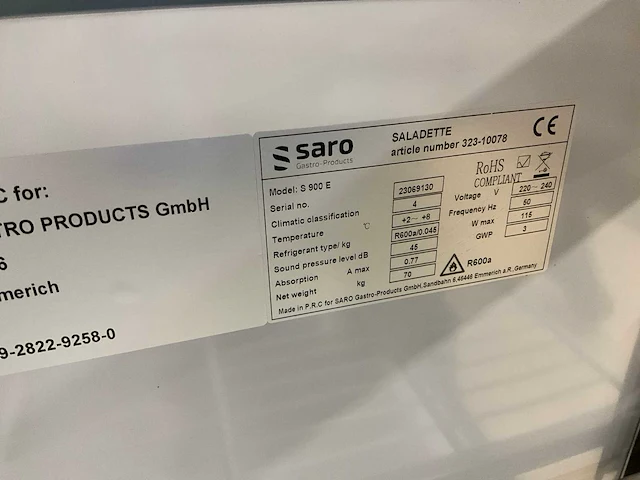 C for:
TRO PRODUCTS GmbH
6
merich
9-2822-9258-0
saro
Gastro-Products
SALADETTE
article number 323-10078
CE
Model: S 900 E
Serial no. 23069130
Climatic classification 4
Temperature °C +2~ +8
Refrigerant type/ kg R600a/0.045
Sound pressure level dB 45
Absorption A max 0.77
Net weight kg 70
RoHS
COMPLIANT
Voltage V 220~ 240
Frequency Hz 50
W max 115
GWP 3
R600a
Made in P.R.C for SARO Gastro-Products GmbH, Sandbahn 6,46446 Emmerich a.R.,Germany